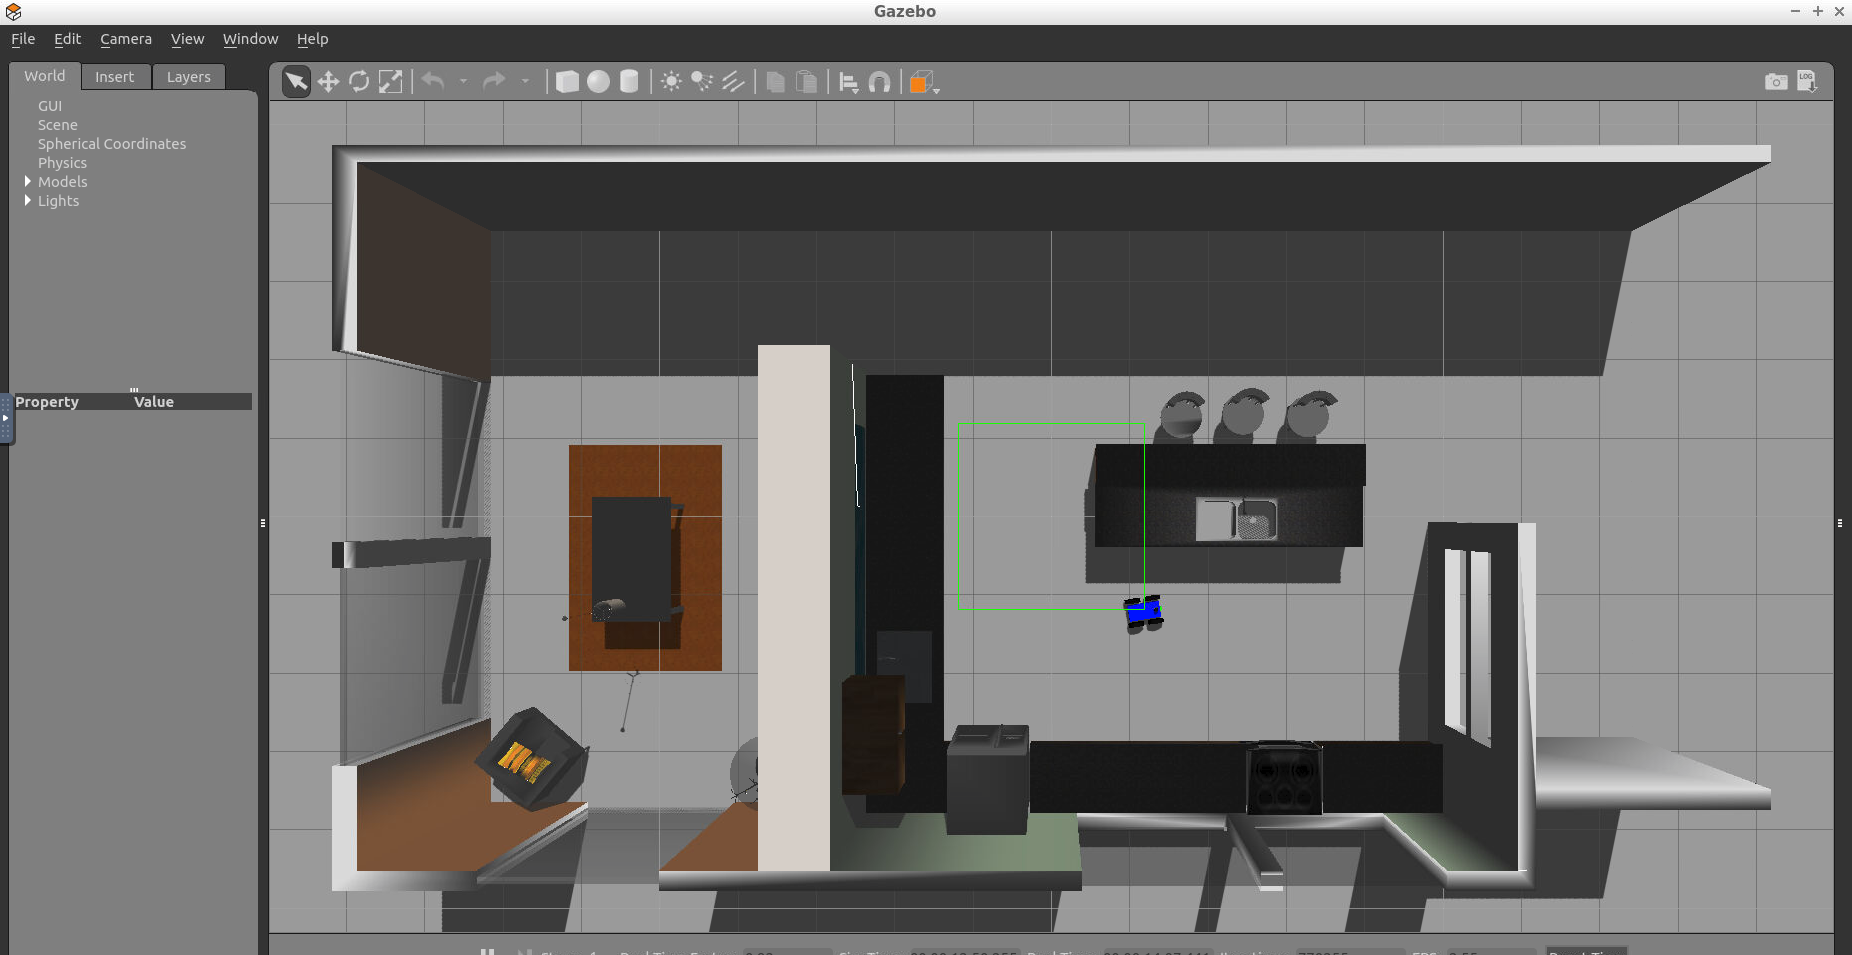 Gazebo
File Edit Camera View Window Help
World Insert Layers
LOG
GUI
Scene
Spherical Coordinates
Physics
Models
Lights
Property Value